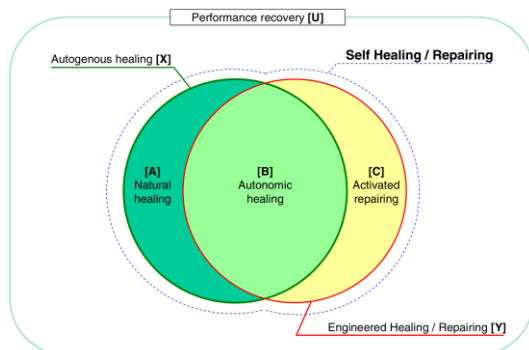 Performance recovery [U]
Autogenous healing [X]
Self Healing / Repairing
[A]
Natural
healing
[B]
Autonomic
healing
[C]
Activated
repairing
Engineered Healing / Repairing [Y]